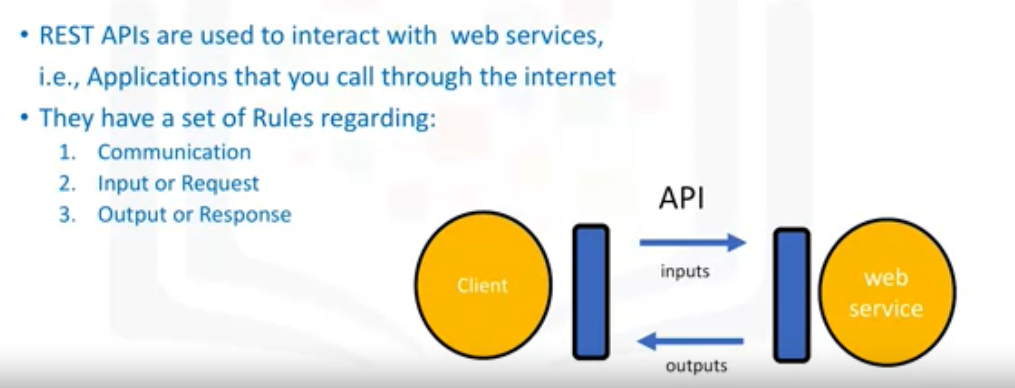 • REST APIs are used to interact with web services,
i.e., Applications that you call through the internet
• They have a set of Rules regarding:
1. Communication
2. Input or Request
3. Output or Response
API
inputs
Client
web
service
outputs